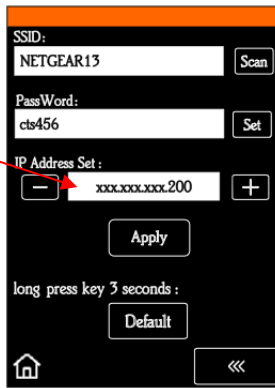 SSID:
NETGEAR13
Scan
PassWord:
cts456
Set
IP Address Set :
− xxx.xxx.xxx.200 +
Apply
long press key 3 seconds :
Default
<<<